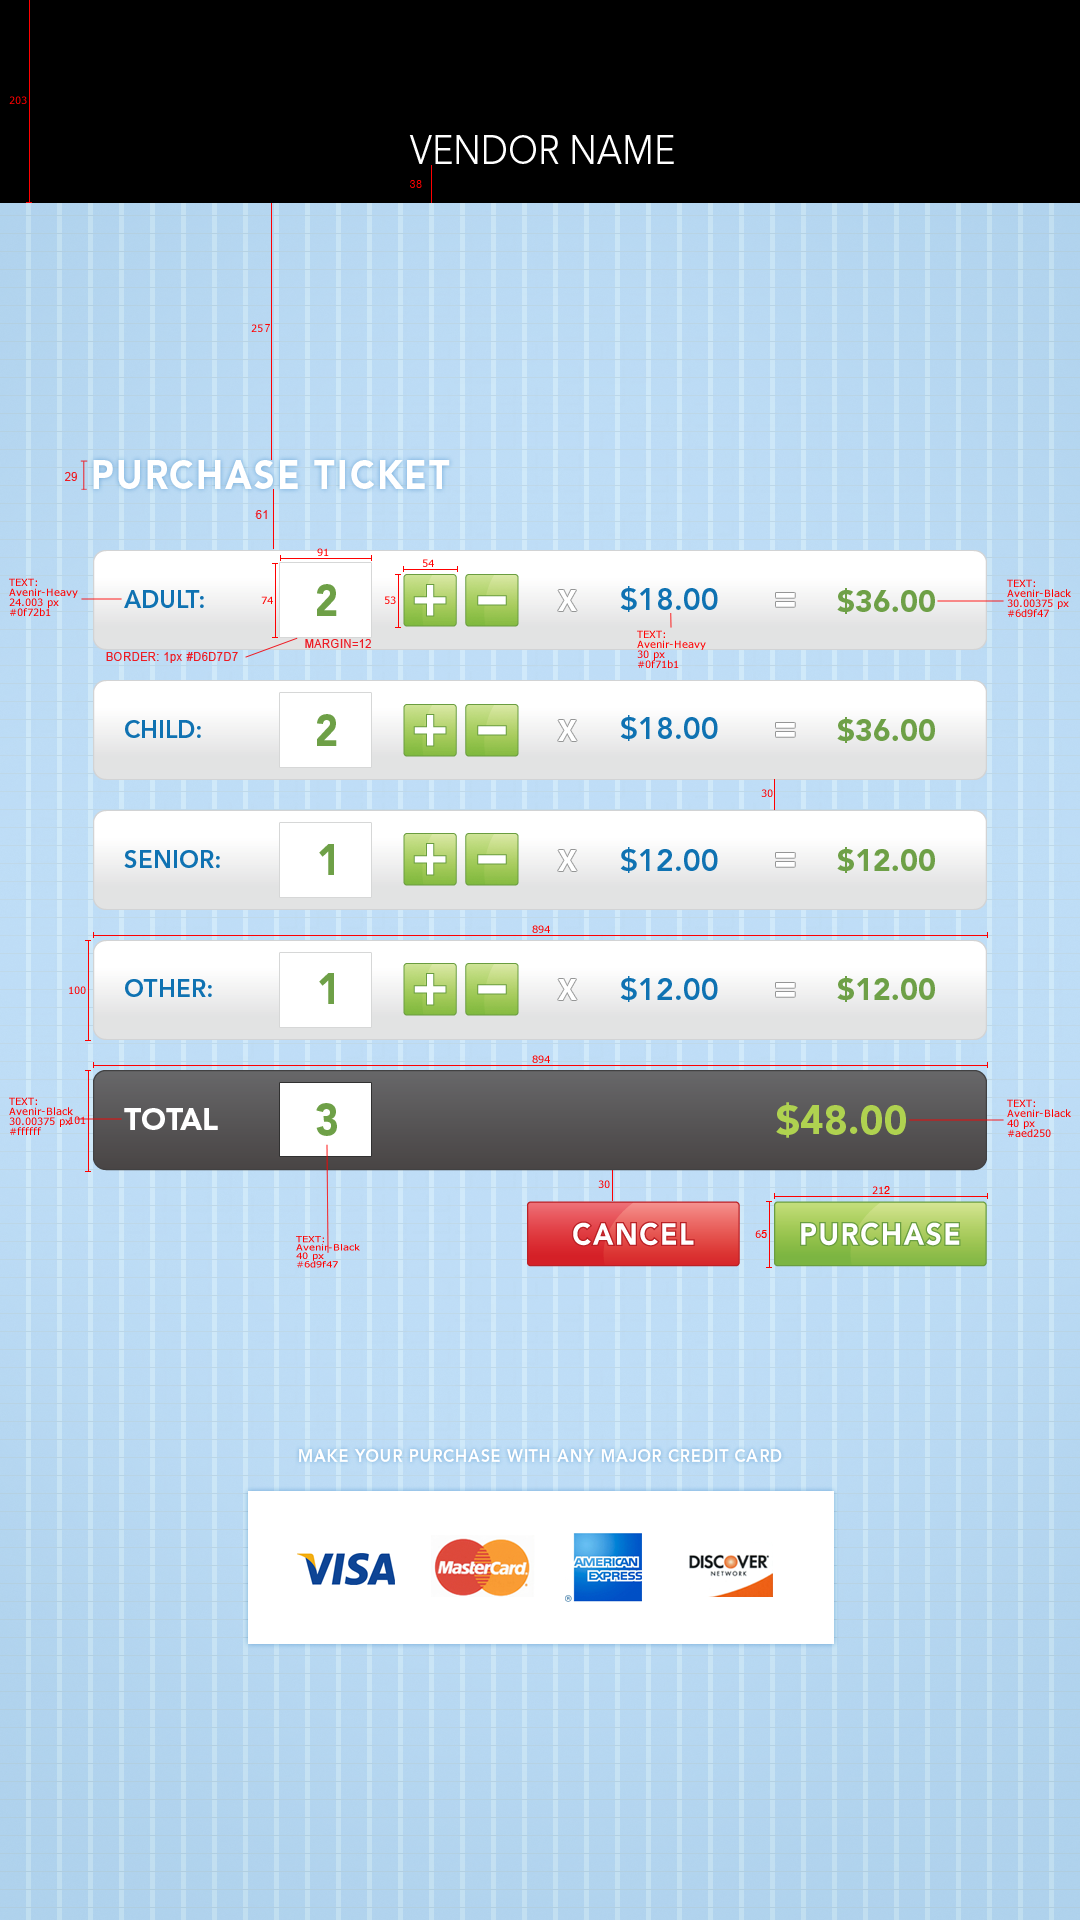 203
VENDOR NAME
38
257
29
PURCHASE TICKET
61
91
54
TEXT:
Avenir-Heavy
24.003 px
#0f72b1
ADULT:
74
2
53
+ −
X
$18.00
=
$36.00
TEXT:
Avenir-Black
30.00375 px
#6d9f47
MARGIN=12
BORDER: 1px #D6D7D7
TEXT:
Avenir-Heavy
30 px
#0f71b1
CHILD:
2
+ −
X
$18.00
=
$36.00
30
SENIOR:
1
+ −
X
$12.00
=
$12.00
894
100
OTHER:
1
+ −
X
$12.00
=
$12.00
894
TEXT:
Avenir-Black
30.00375 px
#ffffff
101
TOTAL
3
$48.00
TEXT:
Avenir-Black
40 px
#aed250
30
212
65
CANCEL
PURCHASE
TEXT:
Avenir-Black
40 px
#6d9f47
MAKE YOUR PURCHASE WITH ANY MAJOR CREDIT CARD
VISA
MasterCard.
AMERICAN
EXPRESS
®
DISCOVER
NETWORK